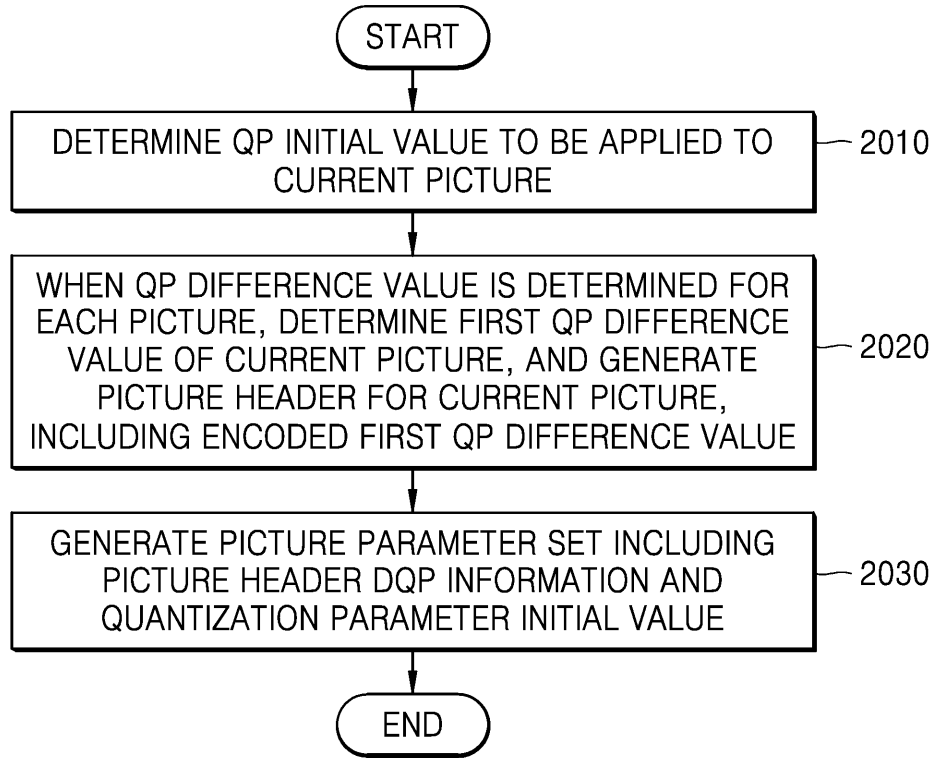 START
DETERMINE QP INITIAL VALUE TO BE APPLIED TO
CURRENT PICTURE
2010
WHEN QP DIFFERENCE VALUE IS DETERMINED FOR
EACH PICTURE, DETERMINE FIRST QP DIFFERENCE
VALUE OF CURRENT PICTURE, AND GENERATE
PICTURE HEADER FOR CURRENT PICTURE,
INCLUDING ENCODED FIRST QP DIFFERENCE VALUE
2020
GENERATE PICTURE PARAMETER SET INCLUDING
PICTURE HEADER DQP INFORMATION AND
QUANTIZATION PARAMETER INITIAL VALUE
2030
END